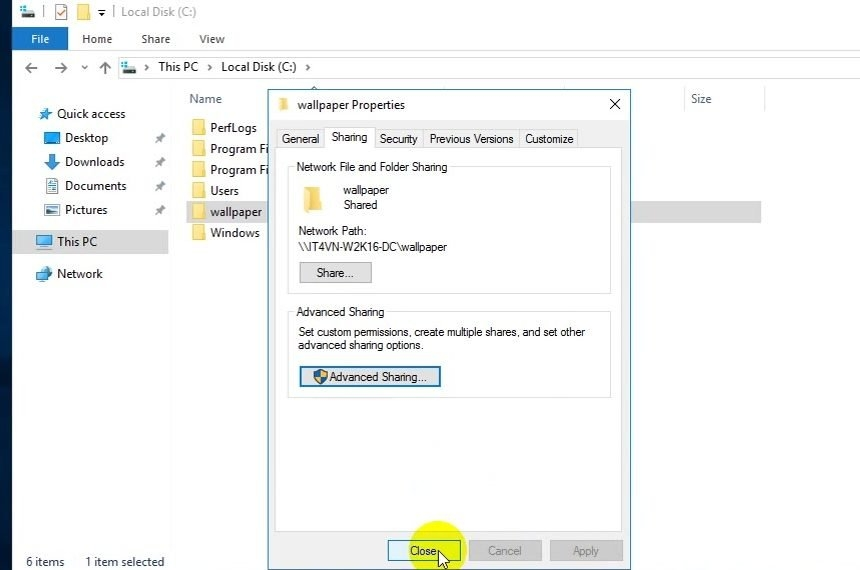 Local Disk (C:)
File Home Share View
This PC Local Disk (C:)
Quick access
Desktop
Downloads
Documents
Pictures
This PC
Network
Name Size
PerfLogs
Program Fi
Program Fi
Users
wallpaper
Windows
wallpaper Properties
General Sharing Security Previous Versions Customize
Network File and Folder Sharing
wallpaper
Shared
Network Path:
\\IT4VN-W2K16-DC\wallpaper
Share...
Advanced Sharing
Set custom permissions, create multiple shares, and set other
advanced sharing options.
Advanced Sharing...
Close Cancel Apply
6 items 1 item selected